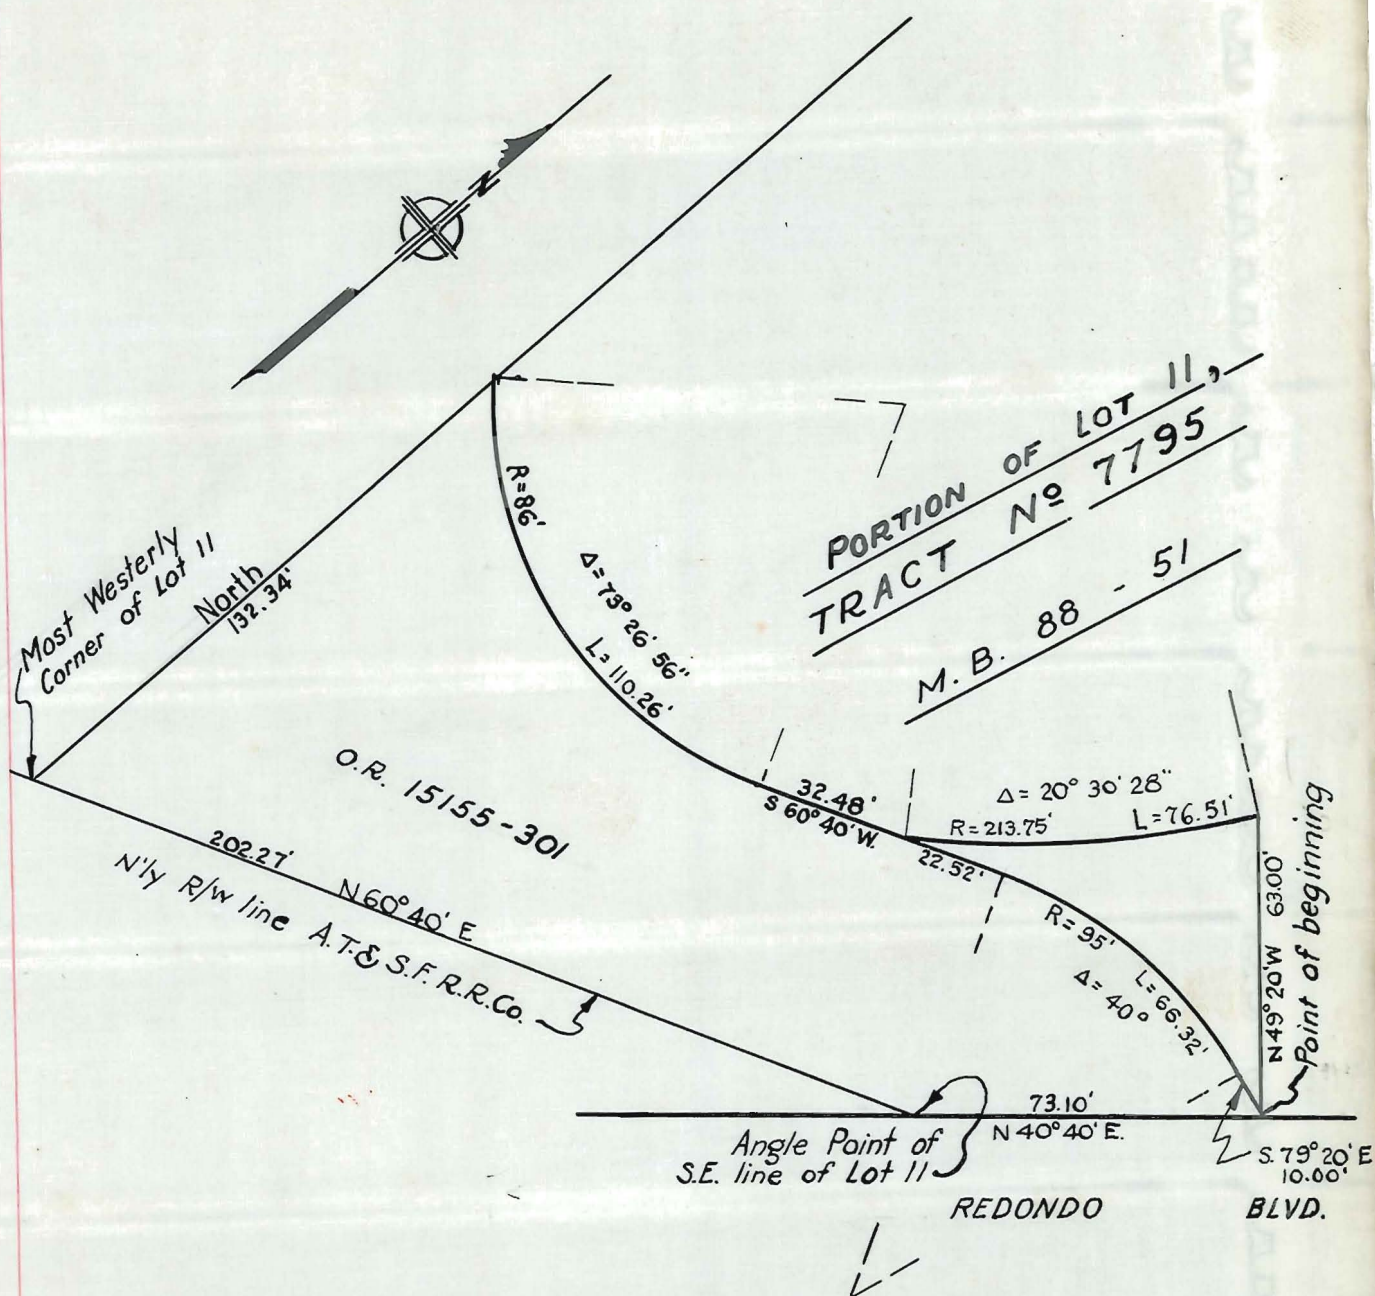 N
PORTION OF LOT 11,
TRACT Nº 7795
M. B. 88 - 51
R=86'
Δ=73° 26' 56"
L=110.26'
Most Westerly
Corner of Lot 11
North
132.34'
O.R. 15155-301
32.48'
S 60° 40' W.
Δ= 20° 30' 28"
R=213.75'
L=76.51'
22.52'
R=95'
L=66.32'
Δ=40°
N 49° 20' W 63.00'
Point of beginning
202.27'
N 60° 40' E
N'ly R/W line A.T.& S.F. R.R.Co.
73.10'
N 40° 40' E.
Angle Point of
S.E. line of Lot 11
S. 79° 20' E
10.00'
REDONDO BLVD.